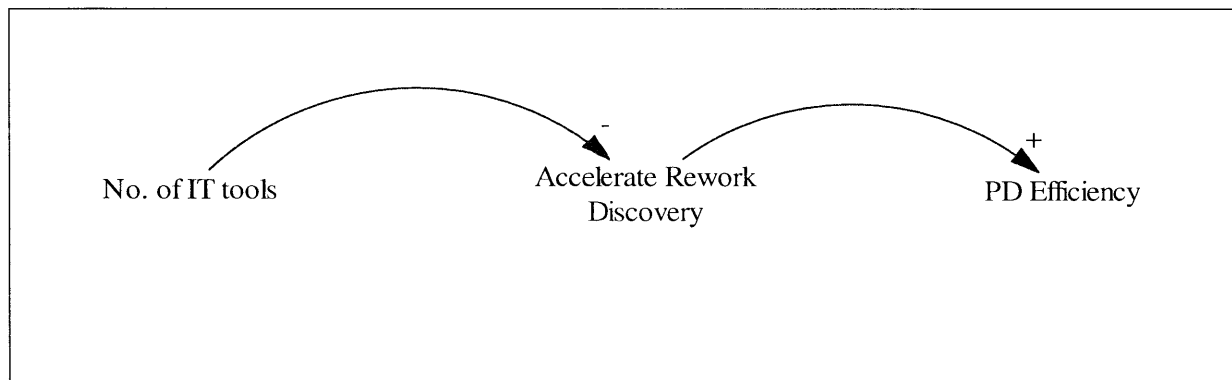 -
+
No. of IT tools
Accelerate Rework
Discovery
PD Efficiency